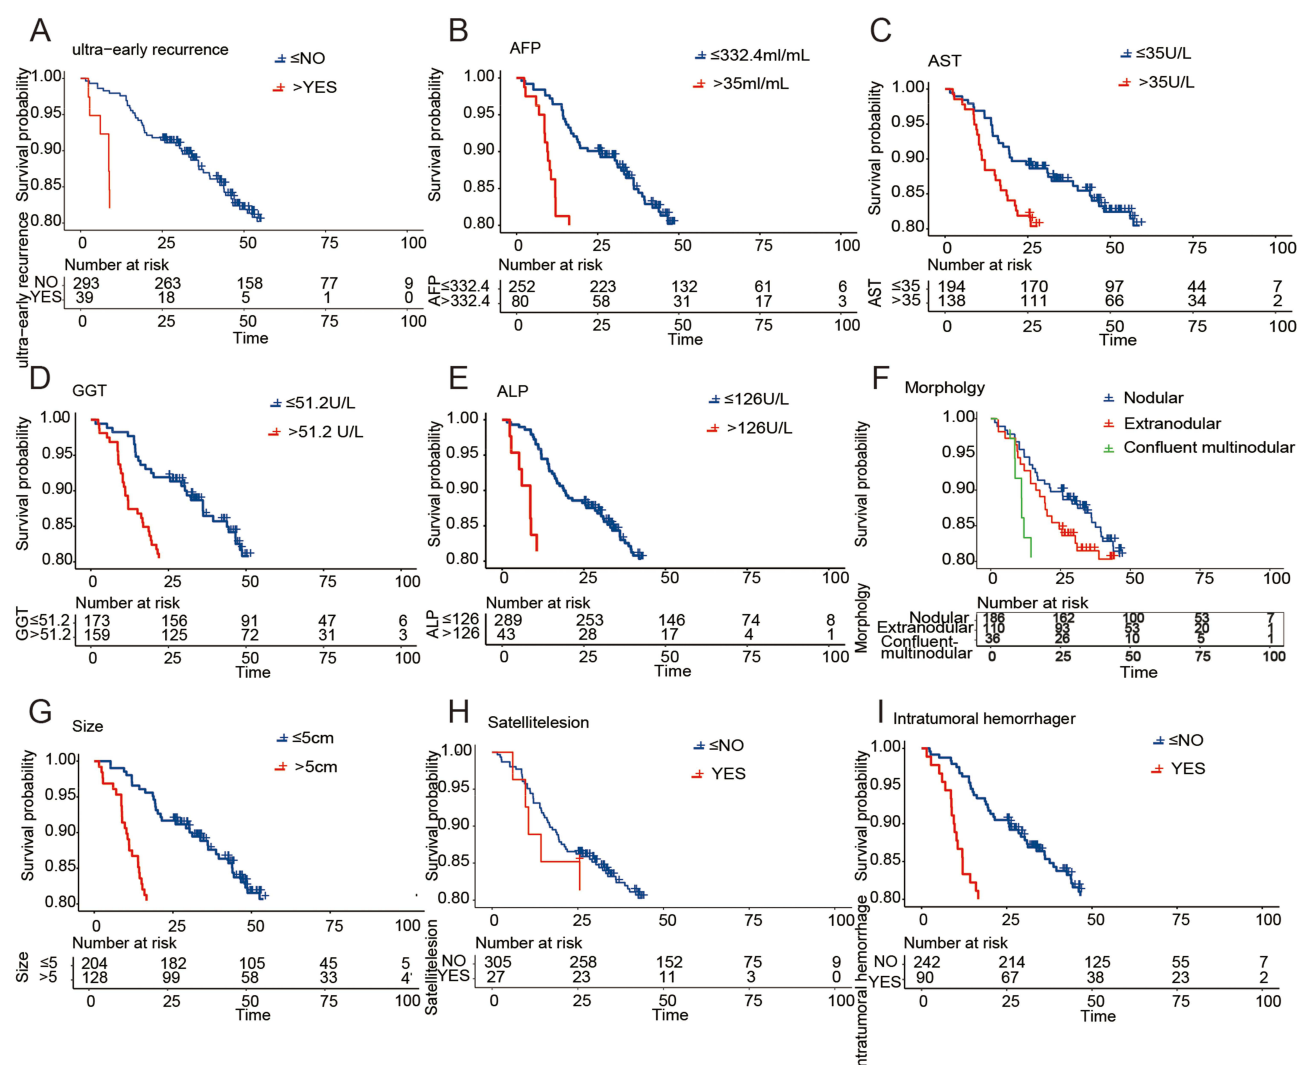 A
ultra-early recurrence
≤NO
>YES
Survival probability
1.00
0.95
0.90
0.85
0.80
0 25 50 75 100
ultra-early recurrence
Number at risk
NO 293 263 158 77 9
YES 39 18 5 1 0
0 25 50 75 100
Time
B
AFP
≤332.4ml/mL
>35ml/mL
Survival probability
1.00
0.95
0.90
0.85
0.80
0 25 50 75 100
AFP
Number at risk
≤332.4 252 223 132 61 6
>332.4 80 58 31 17 3
0 25 50 75 100
Time
C
AST
≤35U/L
>35U/L
Survival probability
1.00
0.95
0.90
0.85
0.80
0 25 50 75 100
AST
Number at risk
≤35 194 170 97 44 7
>35 138 111 66 34 2
0 25 50 75 100
Time
D
GGT
≤51.2U/L
>51.2 U/L
Survival probability
1.00
0.95
0.90
0.85
0.80
0 25 50 75 100
GGT
Number at risk
≤51.2 173 156 91 47 6
>51.2 159 125 72 31 3
0 25 50 75 100
Time
E
ALP
≤126U/L
>126U/L
Survival probability
1.00
0.95
0.90
0.85
0.80
0 25 50 75 100
ALP
Number at risk
≤126 289 253 146 74 8
>126 43 28 17 4 1
0 25 50 75 100
Time
F
Morpholgy
Nodular
Extranodular
Confluent multinodular
Survival probability
1.00
0.95
0.90
0.85
0.80
0 25 50 75 100
Morpholgy
Number at risk
Nodular 186 162 100 53 7
Extranodular 110 93 53 20 1
Confluent- 36 26 10 5 1
multinodular 0 25 50 75 100
Time
G
Size
≤5cm
>5cm
Survival probability
1.00
0.95
0.90
0.85
0.80
0 25 50 75 100
Size
Number at risk
≤5 204 182 105 45 5
>5 128 99 58 33 4
0 25 50 75 100
Time
H
Satellitelesion
≤NO
YES
Survival probability
1.00
0.95
0.90
0.85
0.80
0 25 50 75 100
Satellitelesion
Number at risk
NO 305 258 152 75 9
YES 27 23 11 3 0
0 25 50 75 100
Time
I
Intratumoral hemorrhager
≤NO
YES
Survival probability
1.00
0.95
0.90
0.85
0.80
0 25 50 75 100
Intratumoral hemorrhage
Number at risk
NO 242 214 125 55 7
YES 90 67 38 23 2
0 25 50 75 100
Time